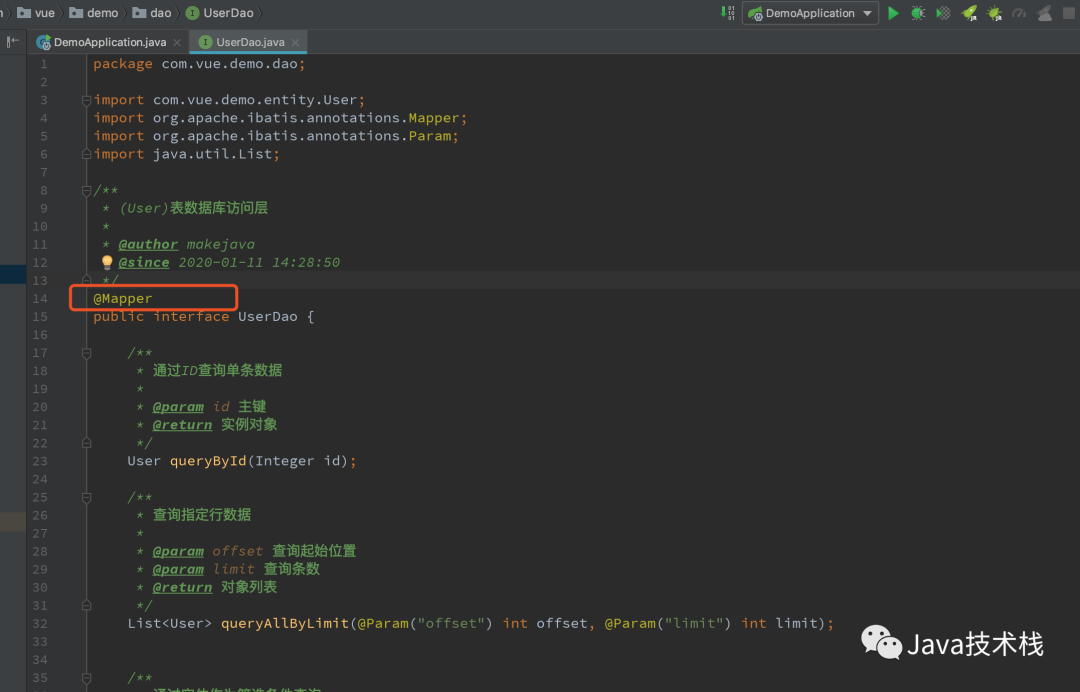 vue demo dao UserDao DemoApplication
DemoApplication.java UserDao.java
1 package com.vue.demo.dao;
2
3 import com.vue.demo.entity.User;
4 import org.apache.ibatis.annotations.Mapper;
5 import org.apache.ibatis.annotations.Param;
6 import java.util.List;
7
8 /**
9 * (User)表数据库访问层
10 *
11 * @author makejava
12 * @since 2020-01-11 14:28:50
13 */
14 @Mapper
15 public interface UserDao {
16
17 /**
18 * 通过ID查询单条数据
19 *
20 * @param id 主键
21 * @return 实例对象
22 */
23 User queryById(Integer id);
24
25 /**
26 * 查询指定行数据
27 *
28 * @param offset 查询起始位置
29 * @param limit 查询条数
30 * @return 对象列表
31 */
32 List<User> queryAllByLimit(@Param("offset") int offset, @Param("limit") int limit);
33
34
35 /**
Java技术栈